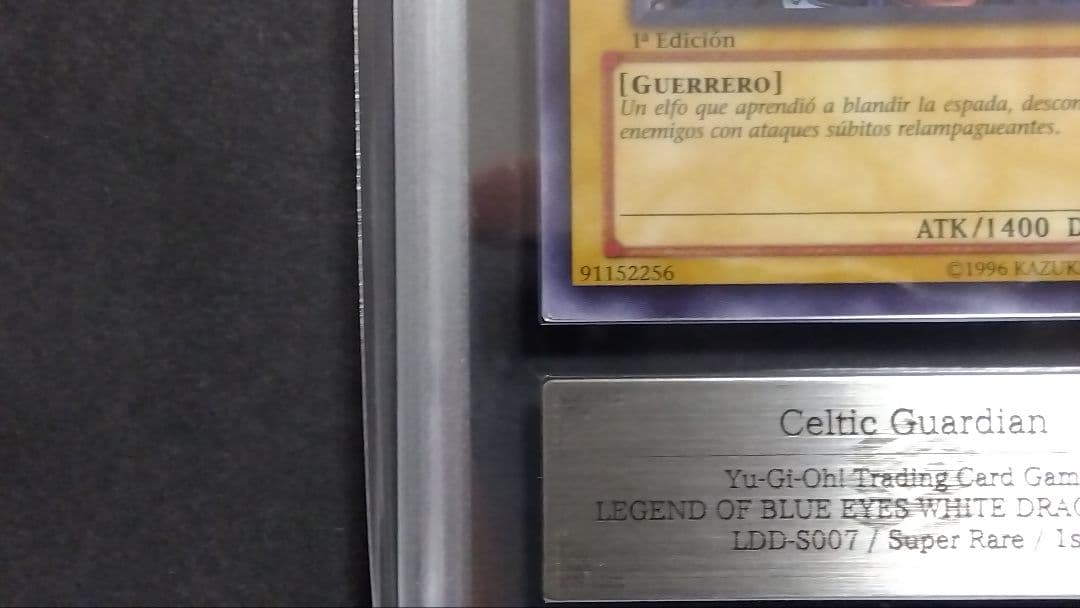 1ª Edición
[GUERRERO]
Un elfo que aprendió a blandir la espada,
enemigos con ataques súbitos relampagueantes.
ATK/1400 D
91152256
©1996 KAZUK
Celtic Guardian
Yu-Gi-Oh! Trading Card Gam
LEGEND OF BLUE EYES WHITE DRAG
LDD-S007 / Super Rare / 1s